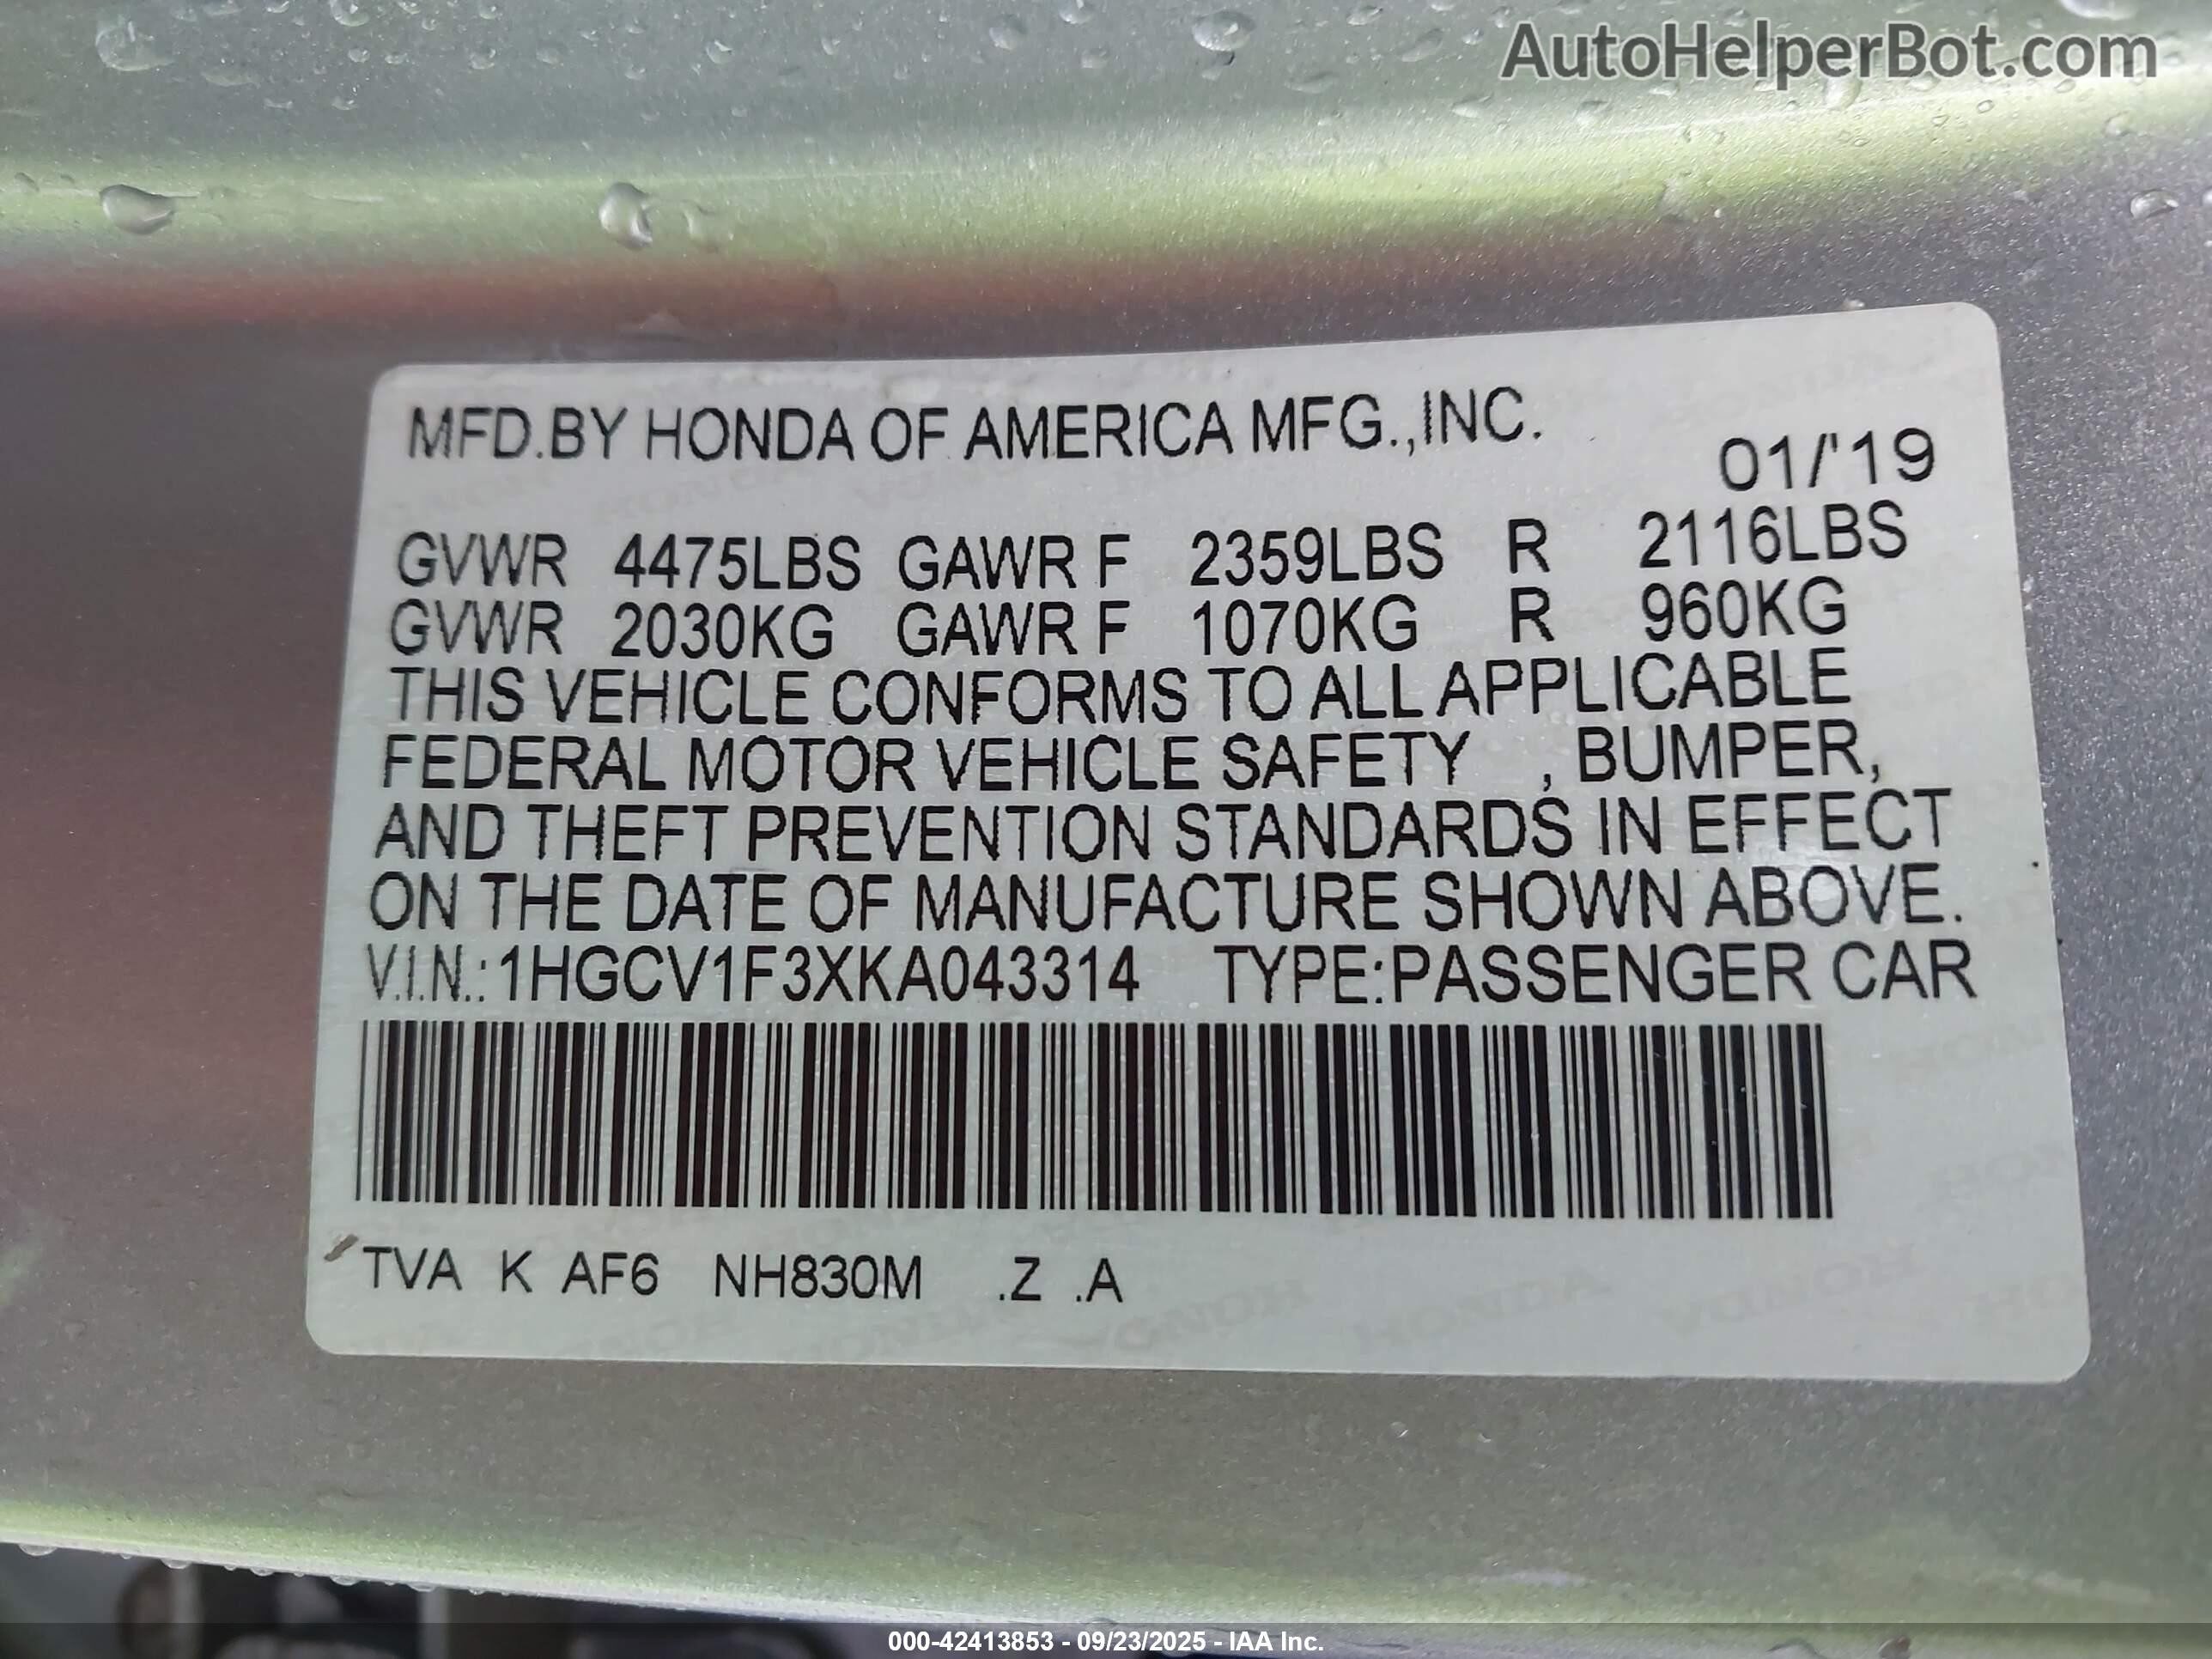 AutoHelperBot.com
MFD.BY HONDA OF AMERICA MFG.,INC.
01/'19
GVWR 4475LBS GAWR F 2359LBS R 2116LBS
GVWR 2030KG GAWR F 1070KG R 960KG
THIS VEHICLE CONFORMS TO ALL APPLICABLE
FEDERAL MOTOR VEHICLE SAFETY , BUMPER,
AND THEFT PREVENTION STANDARDS IN EFFECT
ON THE DATE OF MANUFACTURE SHOWN ABOVE.
V.I.N.:1HGCV1F3XKA043314 TYPE:PASSENGER CAR
TVA K AF6 NH830M .Z .A
000-42413853 - 09/23/2025 - IAA Inc.